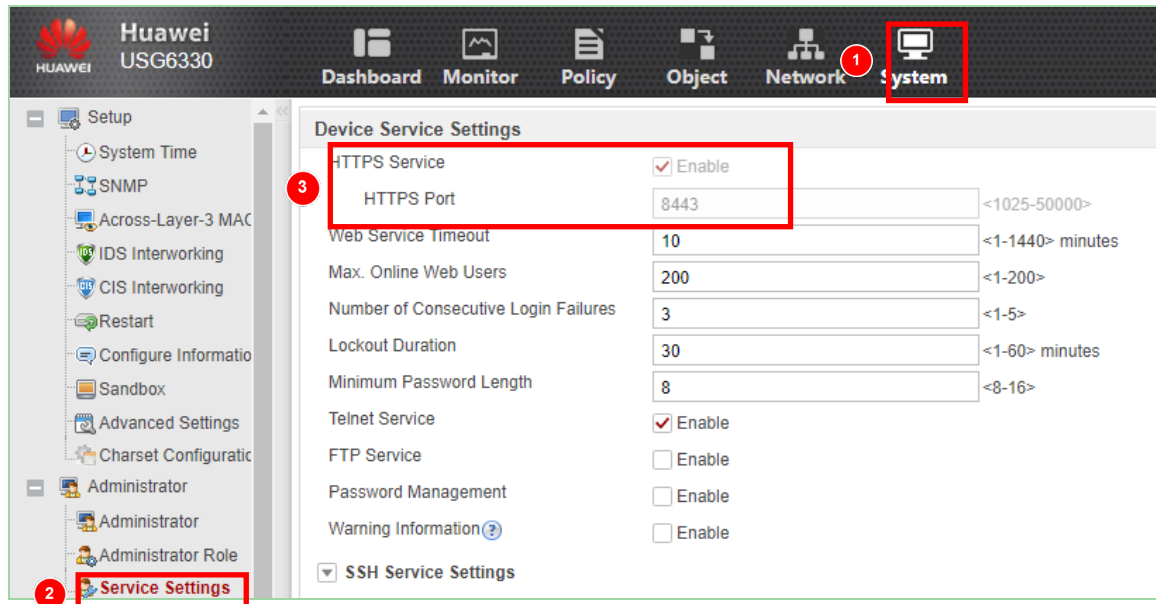 Huawei
USG6330
HUAWEI
Dashboard Monitor Policy Object Network 1 System
Setup
System Time
SNMP
Across-Layer-3 MAC
IDS Interworking
CIS Interworking
Restart
Configure Informatio
Sandbox
Advanced Settings
Charset Configuratic
Administrator
Administrator
Administrator Role
2 Service Settings
Device Service Settings
HTTPS Service Enable
3 HTTPS Port 8443 <1025-50000>
Web Service Timeout 10 <1-1440> minutes
Max. Online Web Users 200 <1-200>
Number of Consecutive Login Failures 3 <1-5>
Lockout Duration 30 <1-60> minutes
Minimum Password Length 8 <8-16>
Telnet Service Enable
FTP Service Enable
Password Management Enable
Warning Information ? Enable
SSH Service Settings